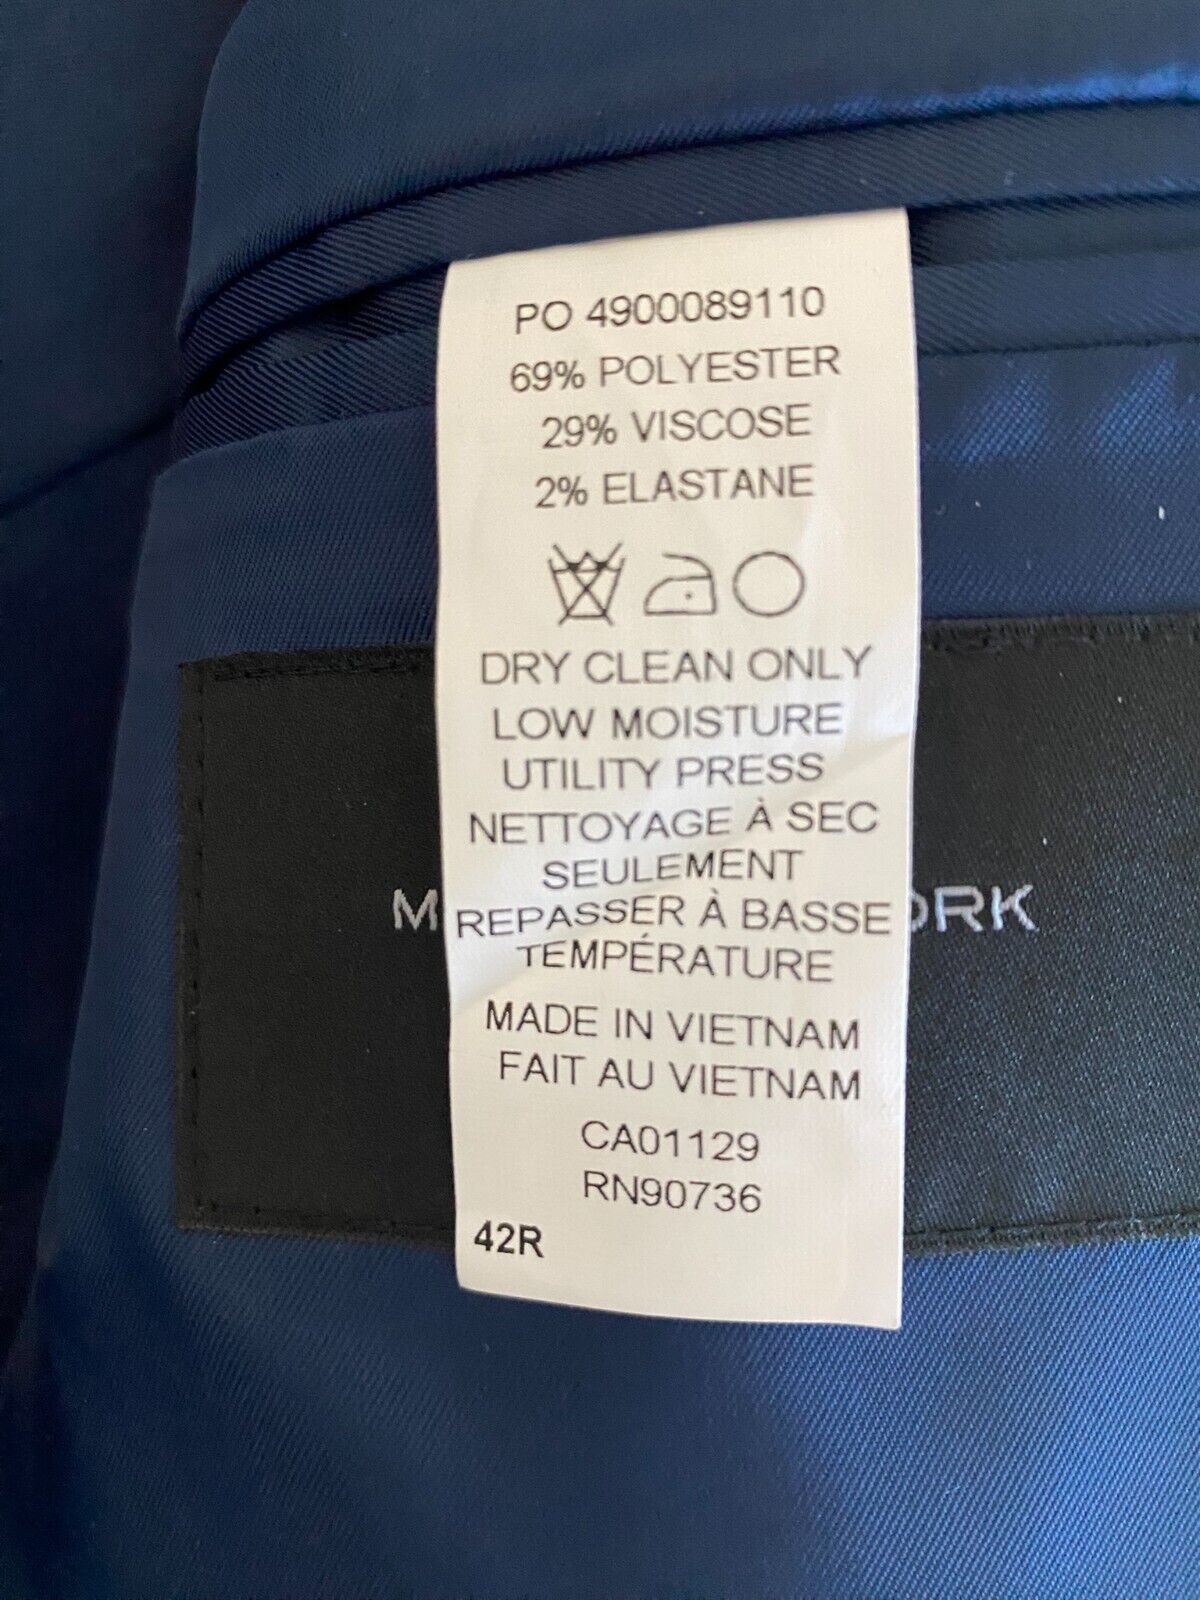 PO 4900089110
69% POLYESTER
29% VISCOSE
2% ELASTANE
DRY CLEAN ONLY
LOW MOISTURE
UTILITY PRESS
NETTOYAGE À SEC
SEULEMENT
REPASSER À BASSE
TEMPÉRATURE
MADE IN VIETNAM
FAIT AU VIETNAM
CA01129
RN90736
42R